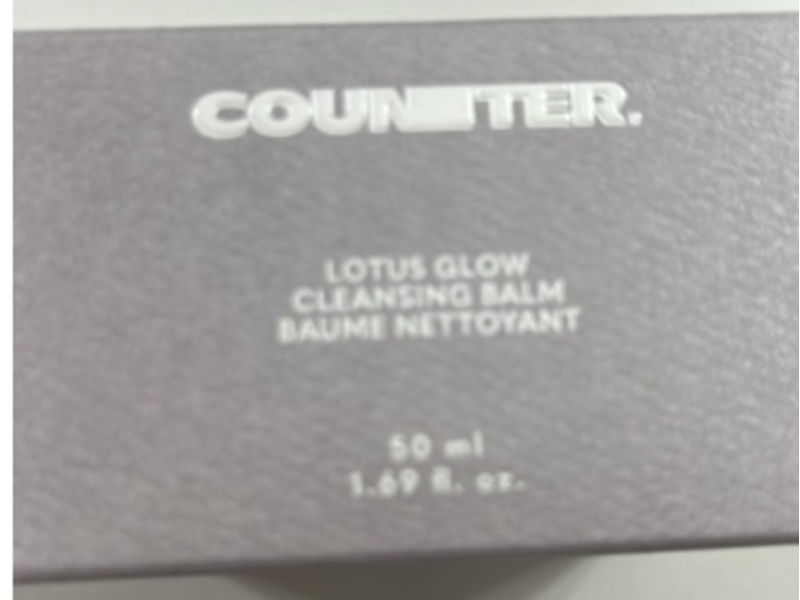 COUNTER.
LOTUS GLOW
CLEANSING BALM
BAUME NETTOYANT
50 ml
1.69 fl. oz.